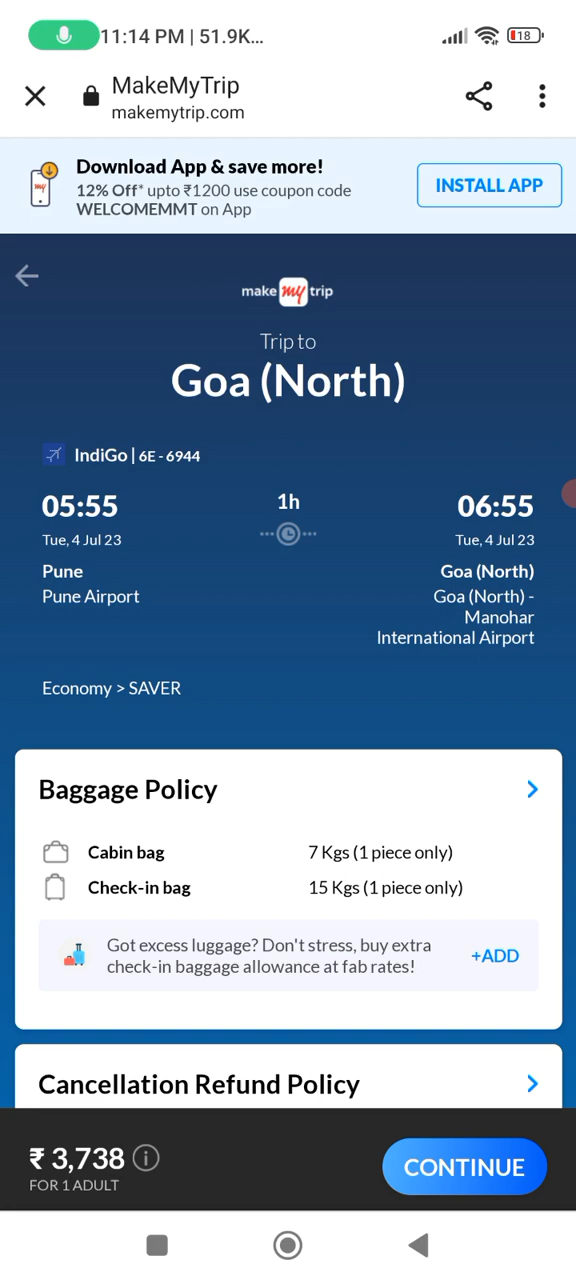 11:14 PM | 51.9K...
18
MakeMyTrip
makemytrip.com
Download App & save more!
12% Off* upto ₹1200 use coupon code
WELCOMEMMT on App
INSTALL APP
my
make my trip
Trip to
Goa (North)
IndiGo | 6E - 6944
05:55
1h
06:55
Tue, 4 Jul 23
Tue, 4 Jul 23
Pune
Goa (North)
Pune Airport
Goa (North) -
Manohar
International Airport
Economy > SAVER
Baggage Policy
Cabin bag 7 Kgs (1 piece only)
Check-in bag 15 Kgs (1 piece only)
Got excess luggage? Don't stress, buy extra
check-in baggage allowance at fab rates!
+ADD
Cancellation Refund Policy
₹ 3,738
FOR 1 ADULT
CONTINUE